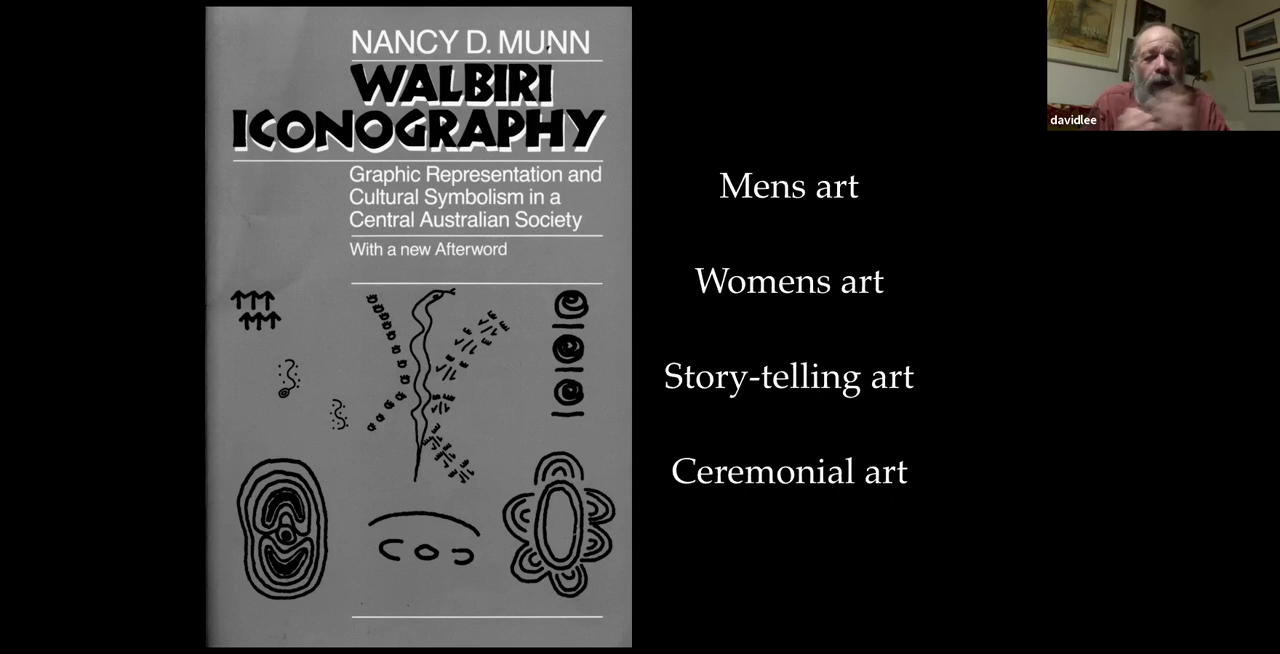 NANCY D. MUNN
WALBIRI
ICONOGRAPHY
Graphic Representation and
Cultural Symbolism in a
Central Australian Society
With a new Afterword
Mens art
Womens art
Story-telling art
Ceremonial art
davidlee